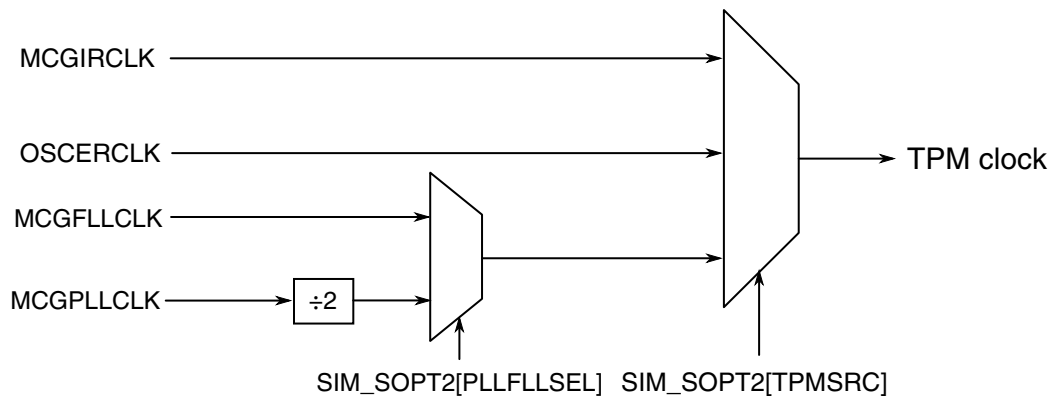 MCGIRCLK
OSCERCLK
TPM clock
MCGFLLCLK
MCGPLLCLK
÷2
SIM_SOPT2[PLLFLLSEL]
SIM_SOPT2[TPMSRC]